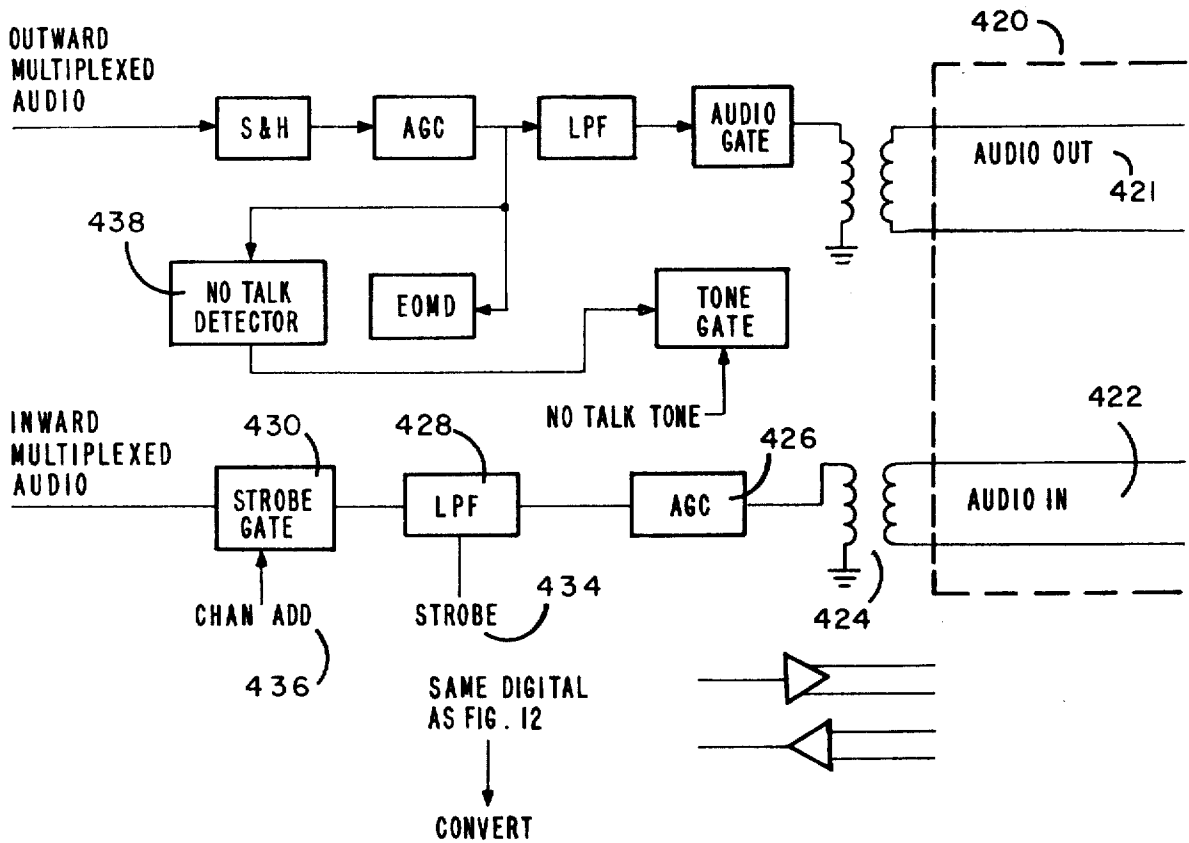 420
OUTWARD
MULTIPLEXED
AUDIO
S&H
AGC
LPF
AUDIO
GATE
AUDIO OUT
421
438
NO TALK
DETECTOR
EOMD
TONE
GATE
NO TALK TONE
INWARD
MULTIPLEXED
AUDIO
430
428
426
422
STROBE
GATE
LPF
AGC
AUDIO IN
CHAN ADD
STROBE
434
424
436
SAME DIGITAL
AS FIG. 12
CONVERT